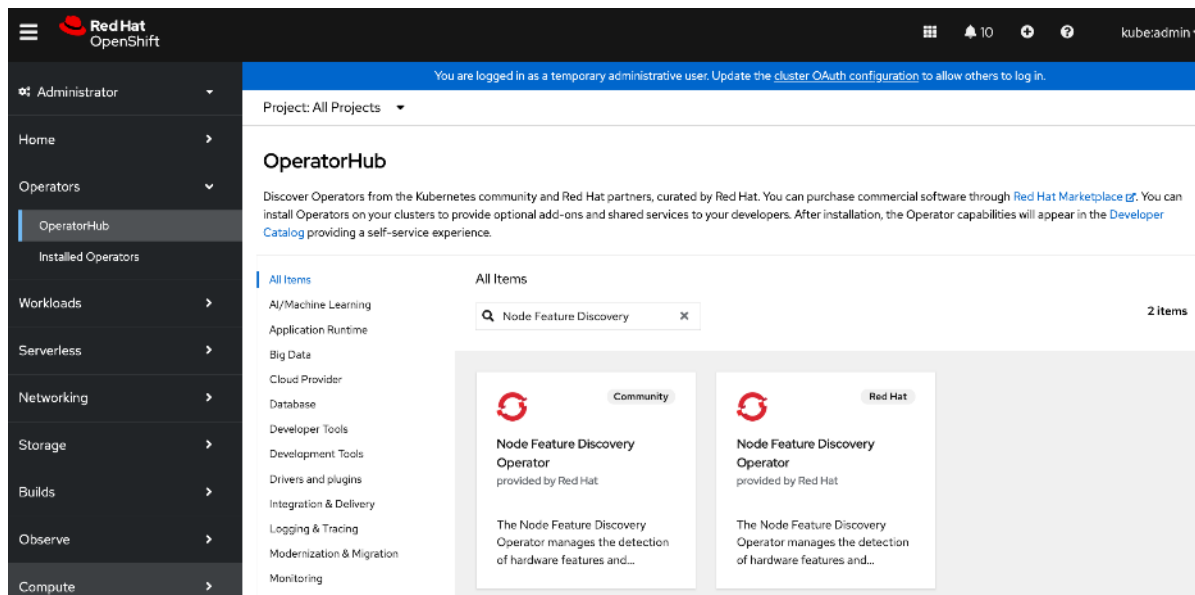 Red Hat
OpenShift
10
kube:admin
You are logged in as a temporary administrative user. Update the cluster OAuth configuration to allow others to log in.
Administrator
Home
Operators
OperatorHub
Installed Operators
Workloads
Serverless
Networking
Storage
Builds
Observe
Compute
Project: All Projects
OperatorHub
Discover Operators from the Kubernetes community and Red Hat partners, curated by Red Hat. You can purchase commercial software through Red Hat Marketplace. You can
install Operators on your clusters to provide optional add-ons and shared services to your developers. After installation, the Operator capabilities will appear in the Developer
Catalog providing a self-service experience.
All Items
AI/Machine Learning
Application Runtime
Big Data
Cloud Provider
Database
Developer Tools
Development Tools
Drivers and plugins
Integration & Delivery
Logging & Tracing
Modernization & Migration
Monitoring
All Items
Node Feature Discovery
2 items
Community
Node Feature Discovery
Operator
provided by Red Hat
The Node Feature Discovery
Operator manages the detection
of hardware features and...
Red Hat
Node Feature Discovery
Operator
provided by Red Hat
The Node Feature Discovery
Operator manages the detection
of hardware features and...